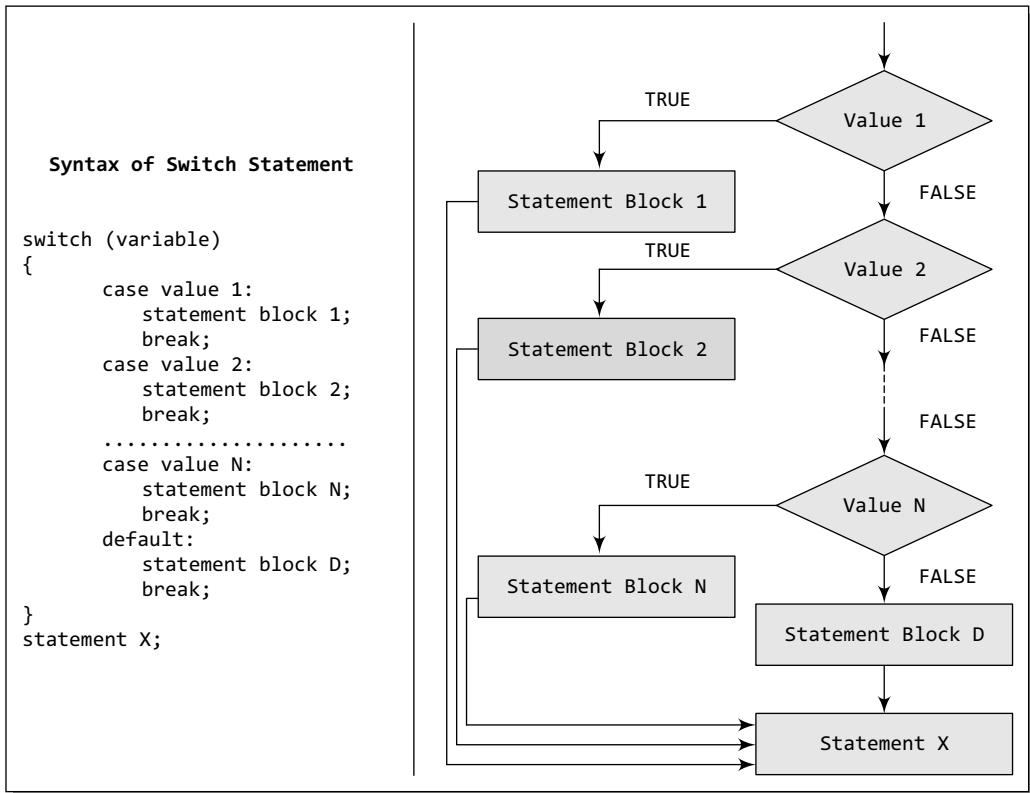 Syntax of Switch Statement
switch (variable)
{
case value 1:
statement block 1;
break;
case value 2:
statement block 2;
break;
.....................
case value N:
statement block N;
break;
default:
statement block D;
break;
}
statement X;
Value 1
TRUE
FALSE
Statement Block 1
Value 2
TRUE
FALSE
Statement Block 2
FALSE
Value N
TRUE
FALSE
Statement Block N
Statement Block D
Statement X